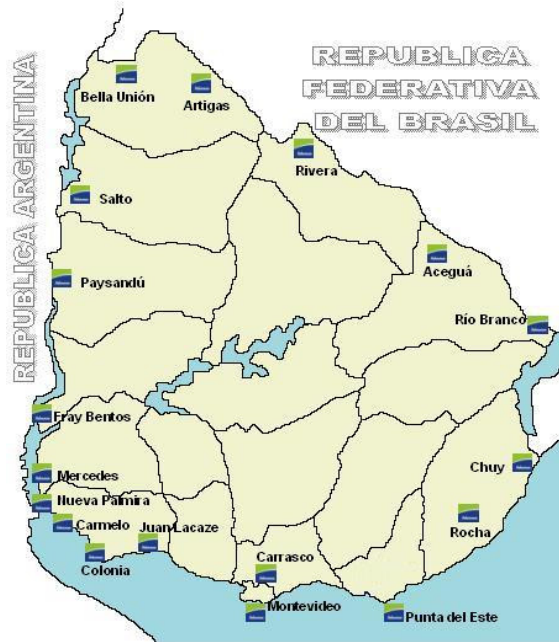 REPUBLICA
FEDERATIVA
DEL BRASIL
REPUBLICA ARGENTINA
Bella Unión
Artigas
Rivera
Salto
Aceguá
Paysandú
Río Branco
Fray Bentos
Mercedes
Chuy
Nueva Palmira
Carmelo
Juan Lacaze
Rocha
Colonia
Carrasco
Montevideo
Punta del Este